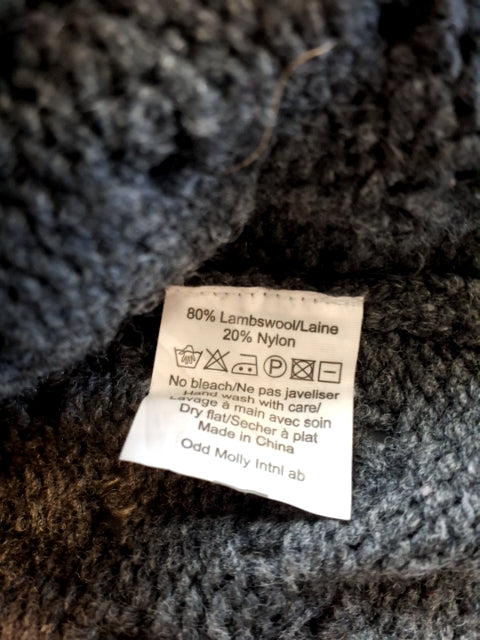 80% Lambswool/Laine
20% Nylon
P
No bleach/Ne pas javeliser
Hand wash with care/
Lavage à main avec soin
Dry flat/Secher à plat
Made in China
Odd Molly Intnl ab